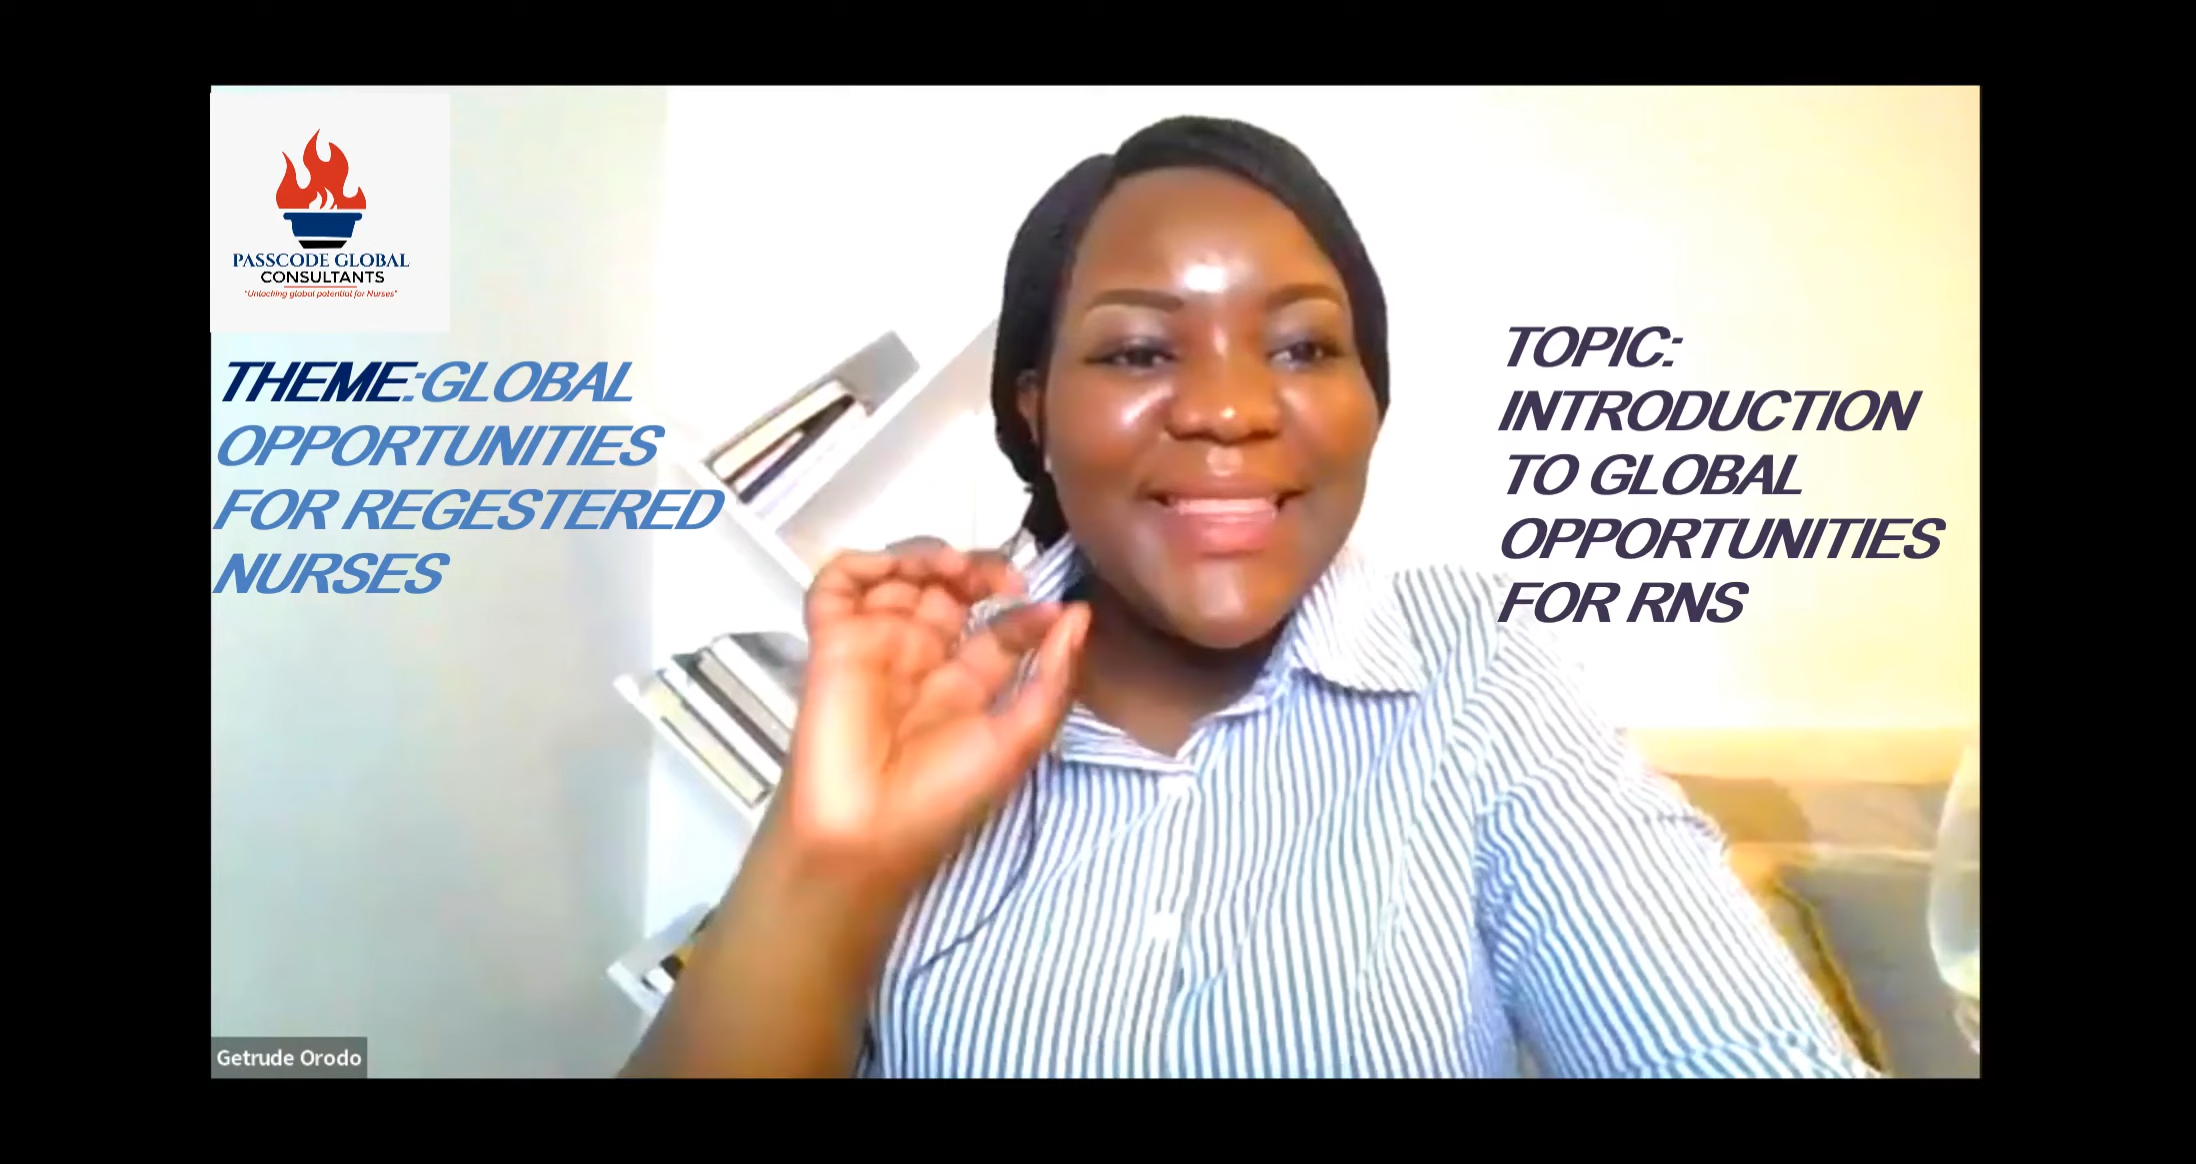 PASSCODE GLOBAL
CONSULTANTS
"Unlocking global potential for Nurses"
THEME:GLOBAL
OPPORTUNITIES
FOR REGESTERED
NURSES
TOPIC:
INTRODUCTION
TO GLOBAL
OPPORTUNITIES
FOR RNS
Getrude Orodo